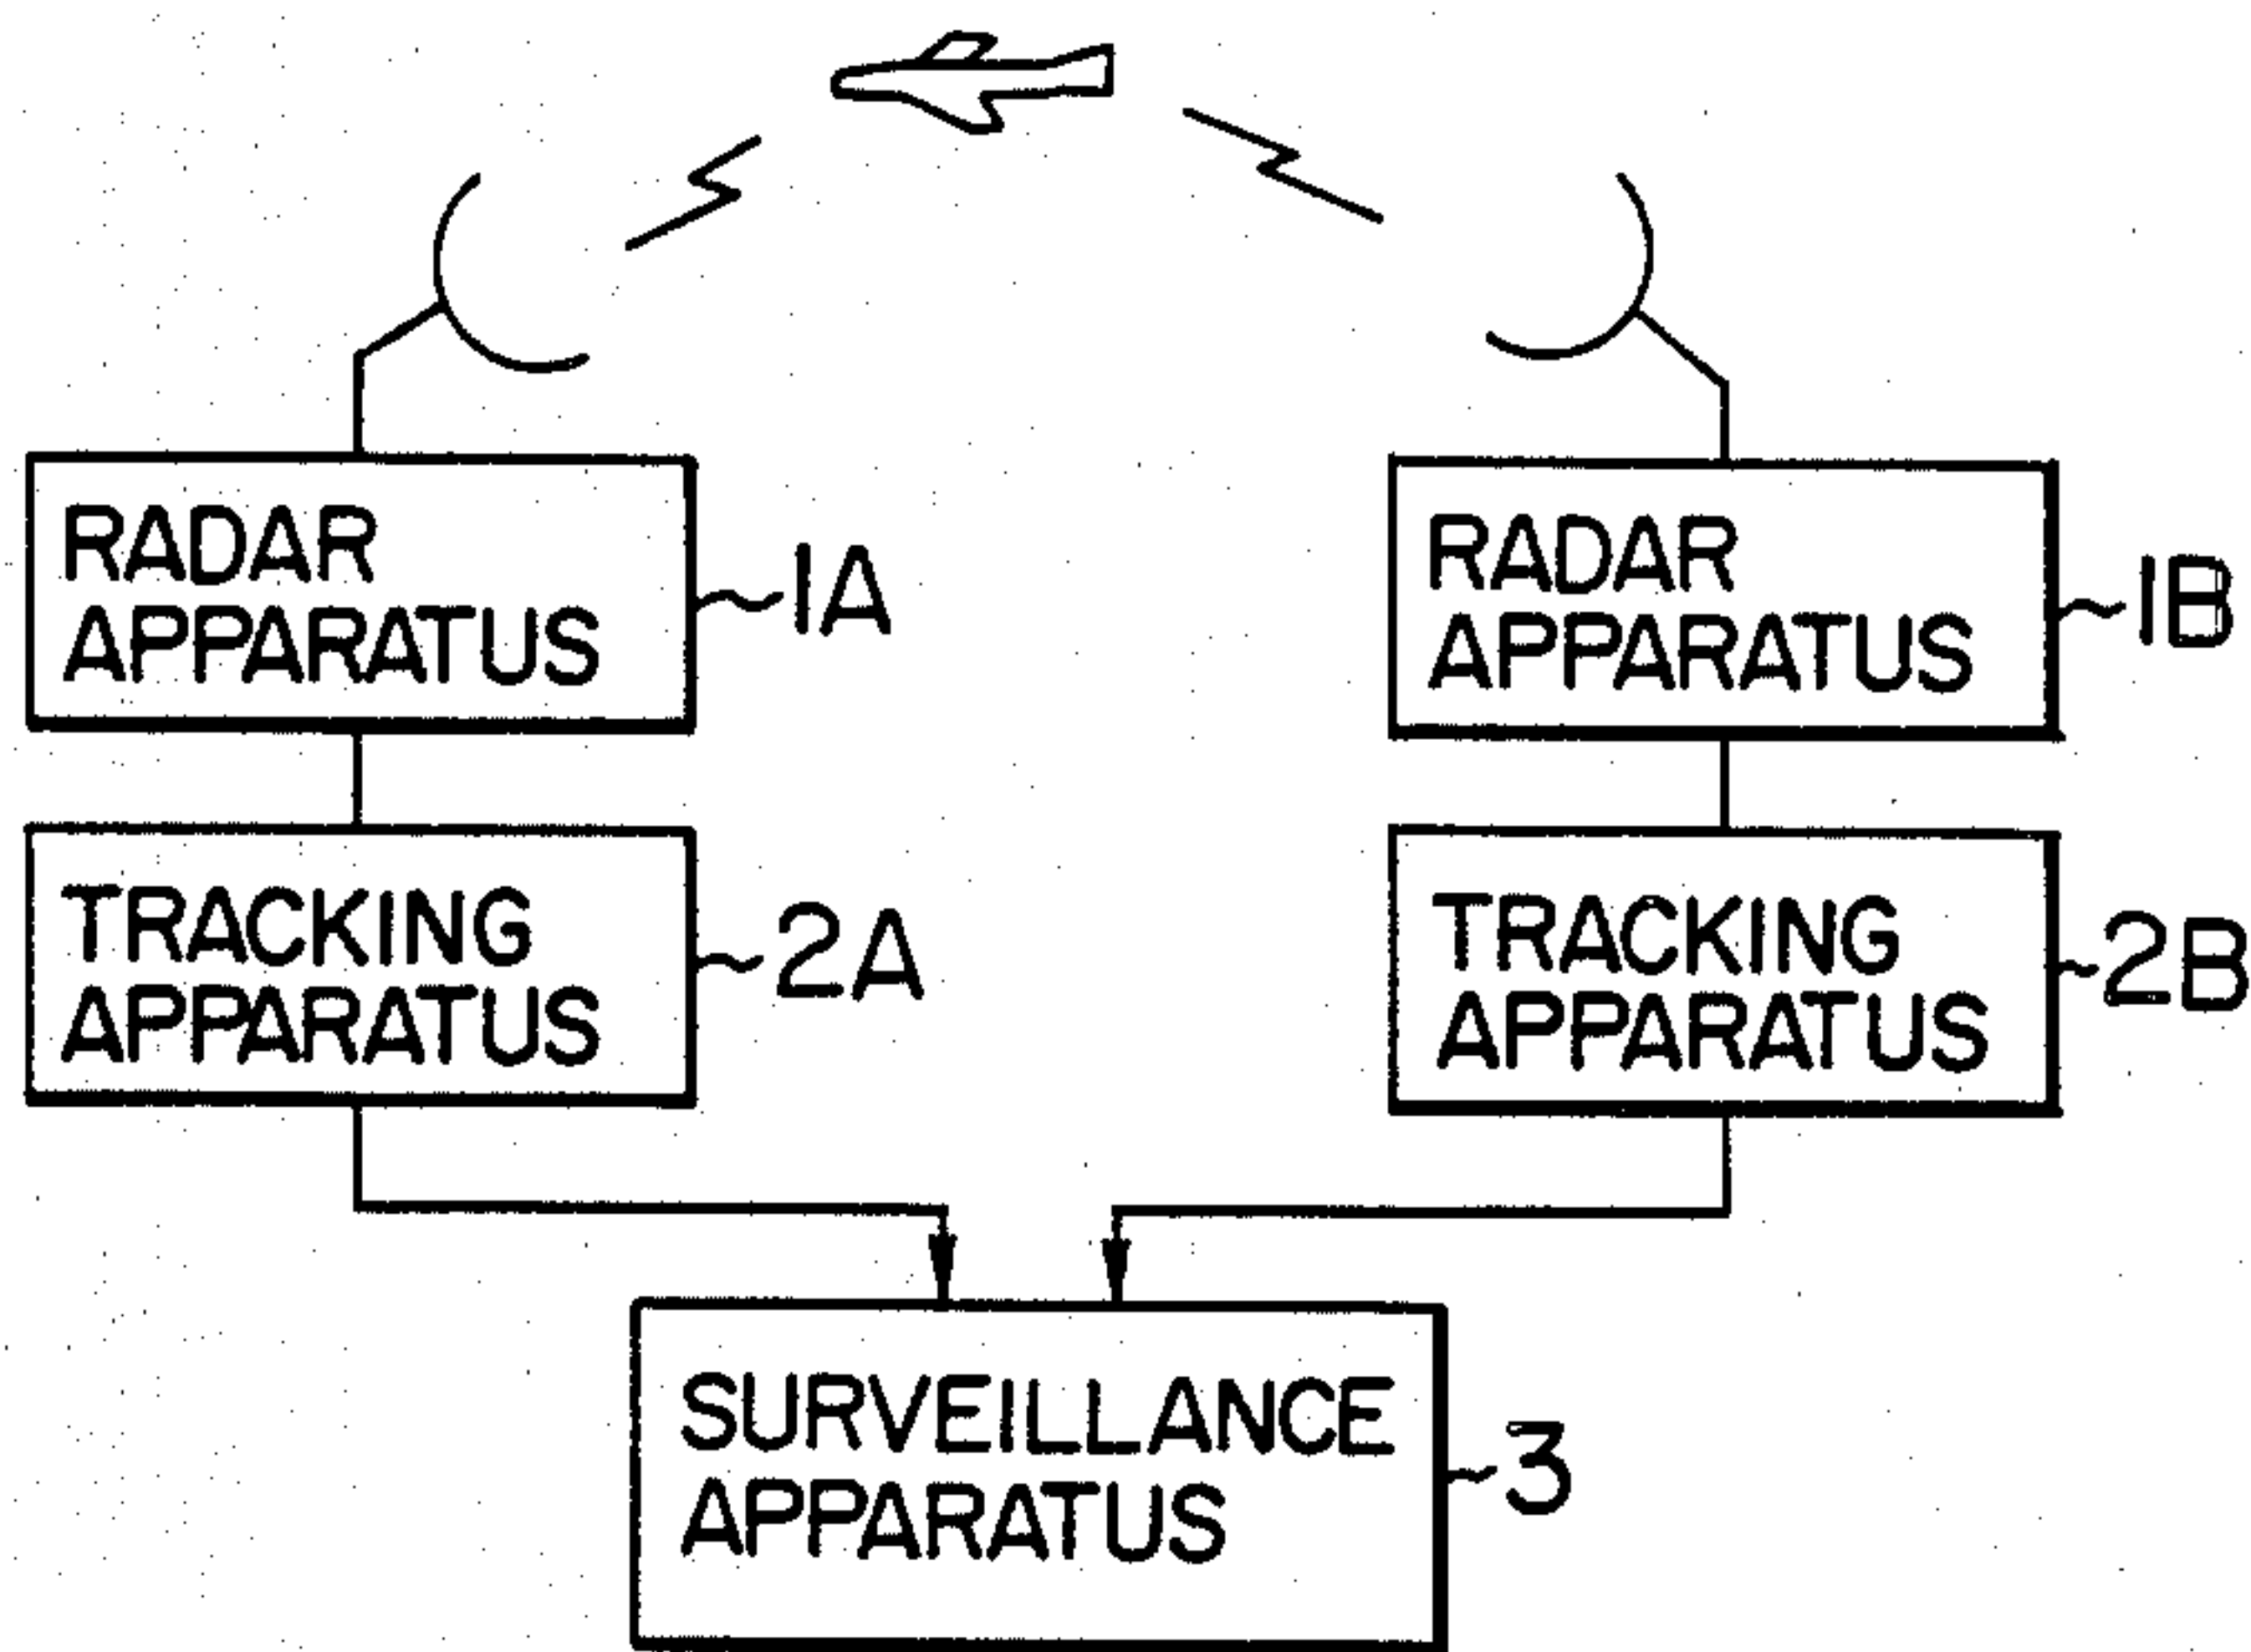 RADAR
APPARATUS
1A
RADAR
APPARATUS
1B
TRACKING
APPARATUS
2A
TRACKING
APPARATUS
2B
SURVEILLANCE
APPARATUS
3